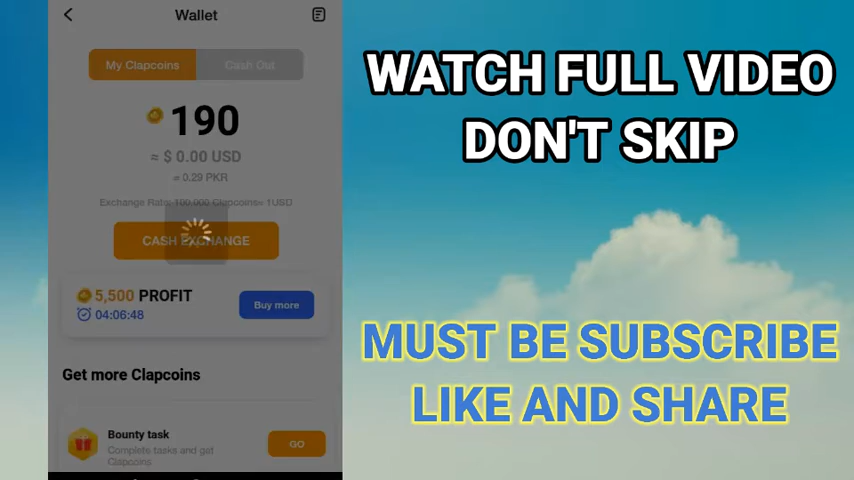 Wallet
My Clapcoins
Cash Out
190
≈ $ 0.00 USD
≈ 0.29 PKR
Exchange Rate: 100,000 Clapcoins= 1USD
CASH EXCHANGE
5,500 PROFIT
04:06:48
Buy more
Get more Clapcoins
Bounty task
Complete tasks and get
Clapcoins
GO
WATCH FULL VIDEO
DON'T SKIP
MUST BE SUBSCRIBE
LIKE AND SHARE